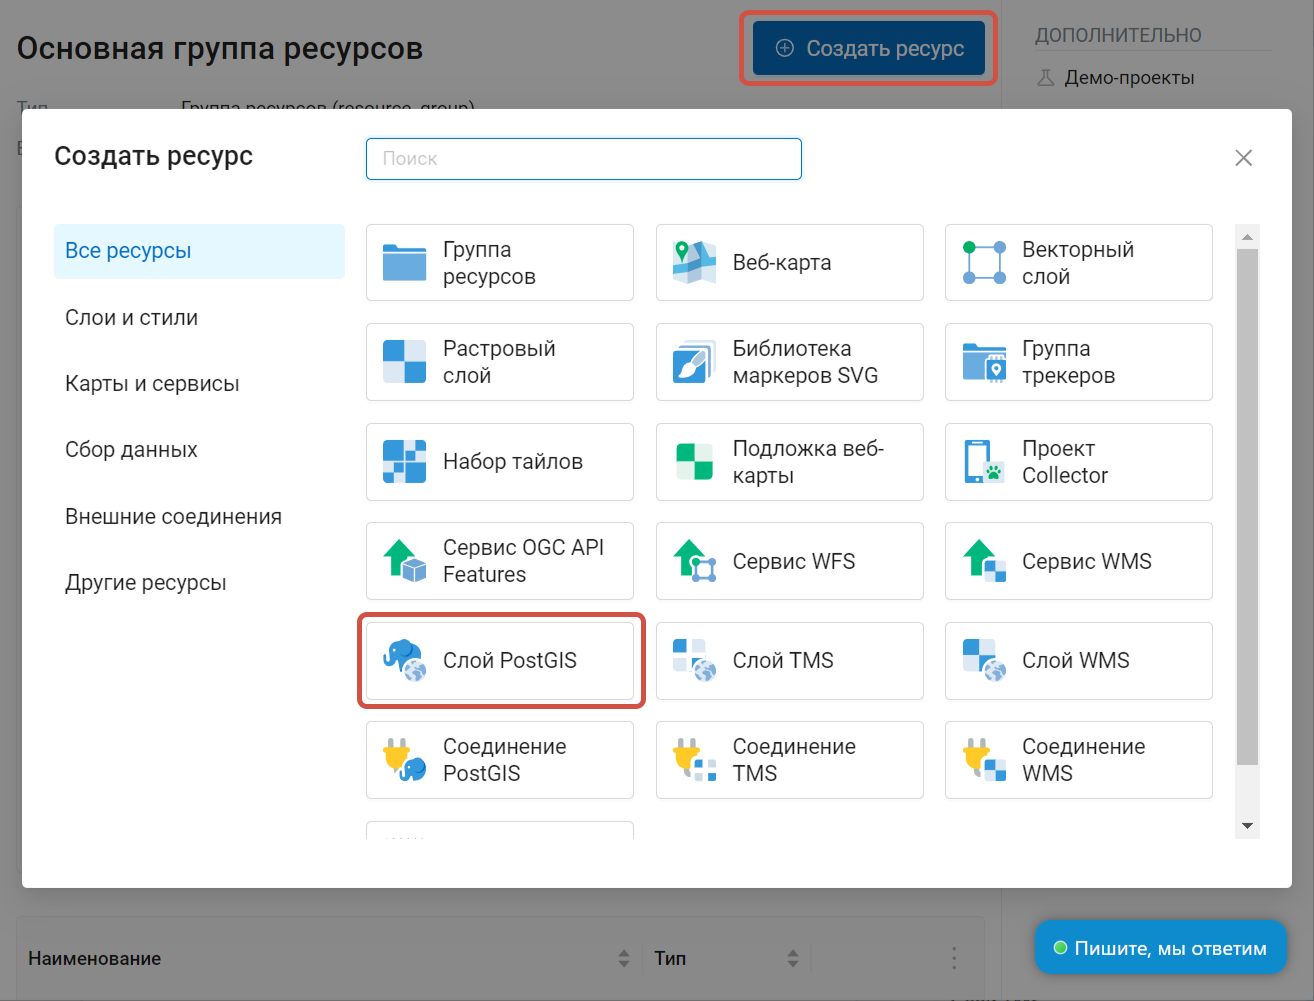 Основная группа ресурсов
Создать ресурс
ДОПОЛНИТЕЛЬНО
Демо-проекты
Тип
Группа ресурсов (resource_group)
Создать ресурс
Поиск
Все ресурсы
Слои и стили
Карты и сервисы
Сбор данных
Внешние соединения
Другие ресурсы
Группа
ресурсов
Веб-карта
Векторный
слой
Растровый
слой
Библиотека
маркеров SVG
Группа
трекеров
Набор тайлов
Подложка веб-
карты
Проект
Collector
Сервис OGC API
Features
Сервис WFS
Сервис WMS
Слой PostGIS
Слой TMS
Слой WMS
Соединение
PostGIS
Соединение
TMS
Соединение
WMS
Наименование
Тип
Пишите, мы ответим